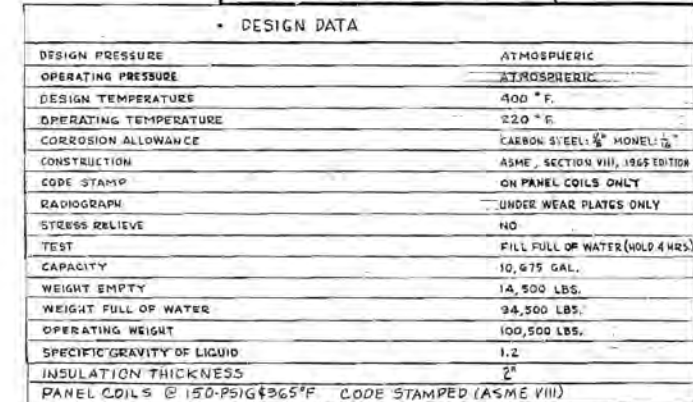 • DESIGN DATA
DESIGN PRESSURE ATMOSPHERIC
OPERATING PRESSURE ATMOSPHERIC
DESIGN TEMPERATURE 400 °F.
OPERATING TEMPERATURE 220 °F.
CORROSION ALLOWANCE CARBON STEEL: MONEL:
CONSTRUCTION ASME, SECTION VIII, 1965 EDITION
CODE STAMP ON PANEL COILS ONLY
RADIOGRAPH UNDER WEAR PLATES ONLY
STRESS RELIEVE NO
TEST FILL FULL OF WATER (HOLD 4 HRS.)
CAPACITY 10,675 GAL.
WEIGHT EMPTY 14,500 LBS.
WEIGHT FULL OF WATER 94,500 LBS.
OPERATING WEIGHT 100,500 LBS.
SPECIFIC GRAVITY OF LIQUID 1.2
INSULATION THICKNESS 2"
PANEL COILS @ 150-PSIG & 365°F CODE STAMPED (ASME VIII)